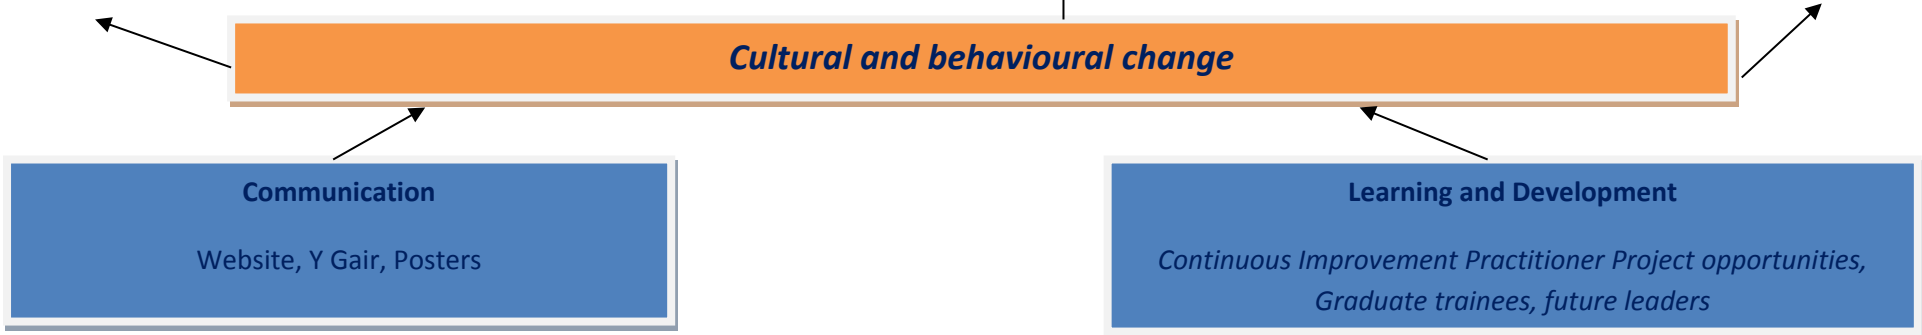 Cultural and behavioural change
Communication
Website, Y Gair, Posters
Learning and Development
Continuous Improvement Practitioner Project opportunities,
Graduate trainees, future leaders